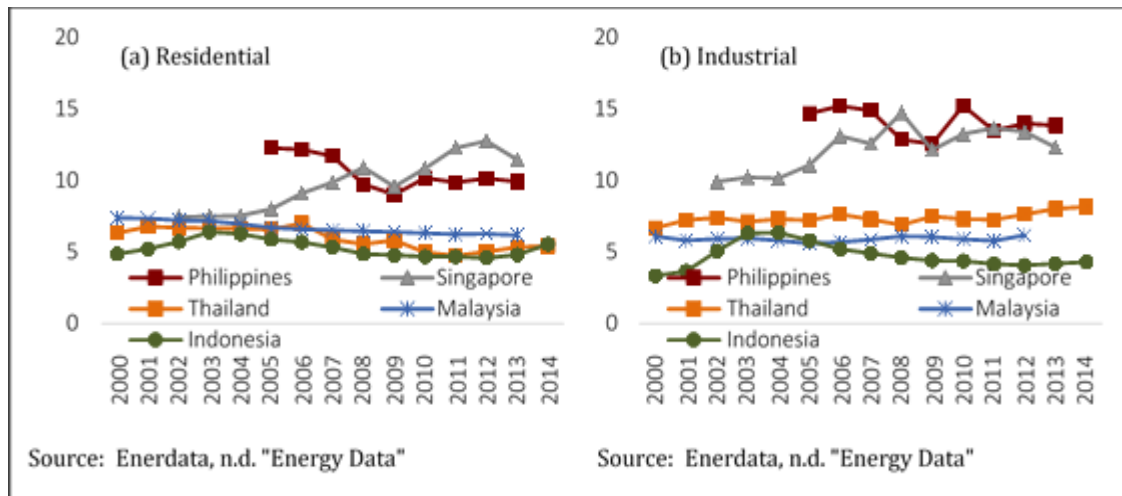 20
(a) Residential
15
10
5
0
Philippines Singapore
Thailand Malaysia
Indonesia
2000 2001 2002 2003 2004 2005 2006 2007 2008 2009 2010 2011 2012 2013 2014
Source: Enerdata, n.d. "Energy Data"
20
(b) Industrial
15
10
5
0
Philippines Singapore
Thailand Malaysia
Indonesia
2000 2001 2002 2003 2004 2005 2006 2007 2008 2009 2010 2011 2012 2013 2014
Source: Enerdata, n.d. "Energy Data"